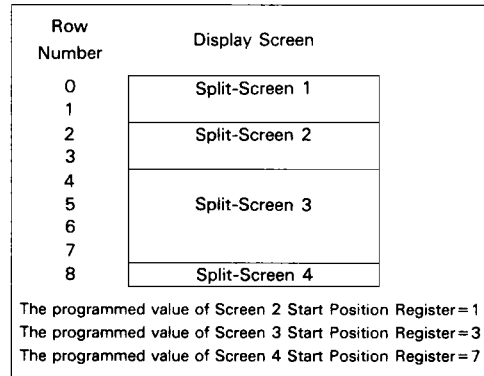 Row
Number
Display Screen
0 Split-Screen 1
1
2 Split-Screen 2
3
4
5 Split-Screen 3
6
7
8 Split-Screen 4
The programmed value of Screen 2 Start Position Register=1
The programmed value of Screen 3 Start Position Register=3
The programmed value of Screen 4 Start Position Register=7